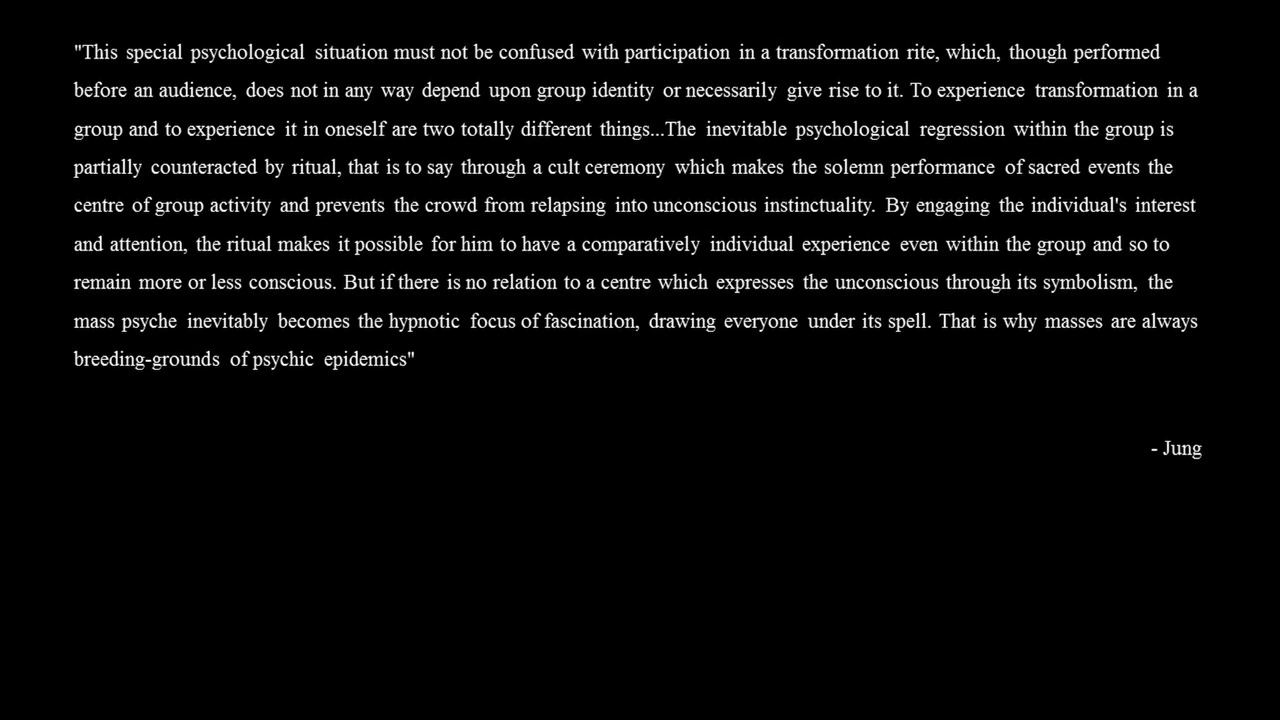 "This special psychological situation must not be confused with participation in a transformation rite, which, though performed
before an audience, does not in any way depend upon group identity or necessarily give rise to it. To experience transformation in a
group and to experience it in oneself are two totally different things...The inevitable psychological regression within the group is
partially counteracted by ritual, that is to say through a cult ceremony which makes the solemn performance of sacred events the
centre of group activity and prevents the crowd from relapsing into unconscious instinctuality. By engaging the individual's interest
and attention, the ritual makes it possible for him to have a comparatively individual experience even within the group and so to
remain more or less conscious. But if there is no relation to a centre which expresses the unconscious through its symbolism, the
mass psyche inevitably becomes the hypnotic focus of fascination, drawing everyone under its spell. That is why masses are always
breeding-grounds of psychic epidemics"
- Jung